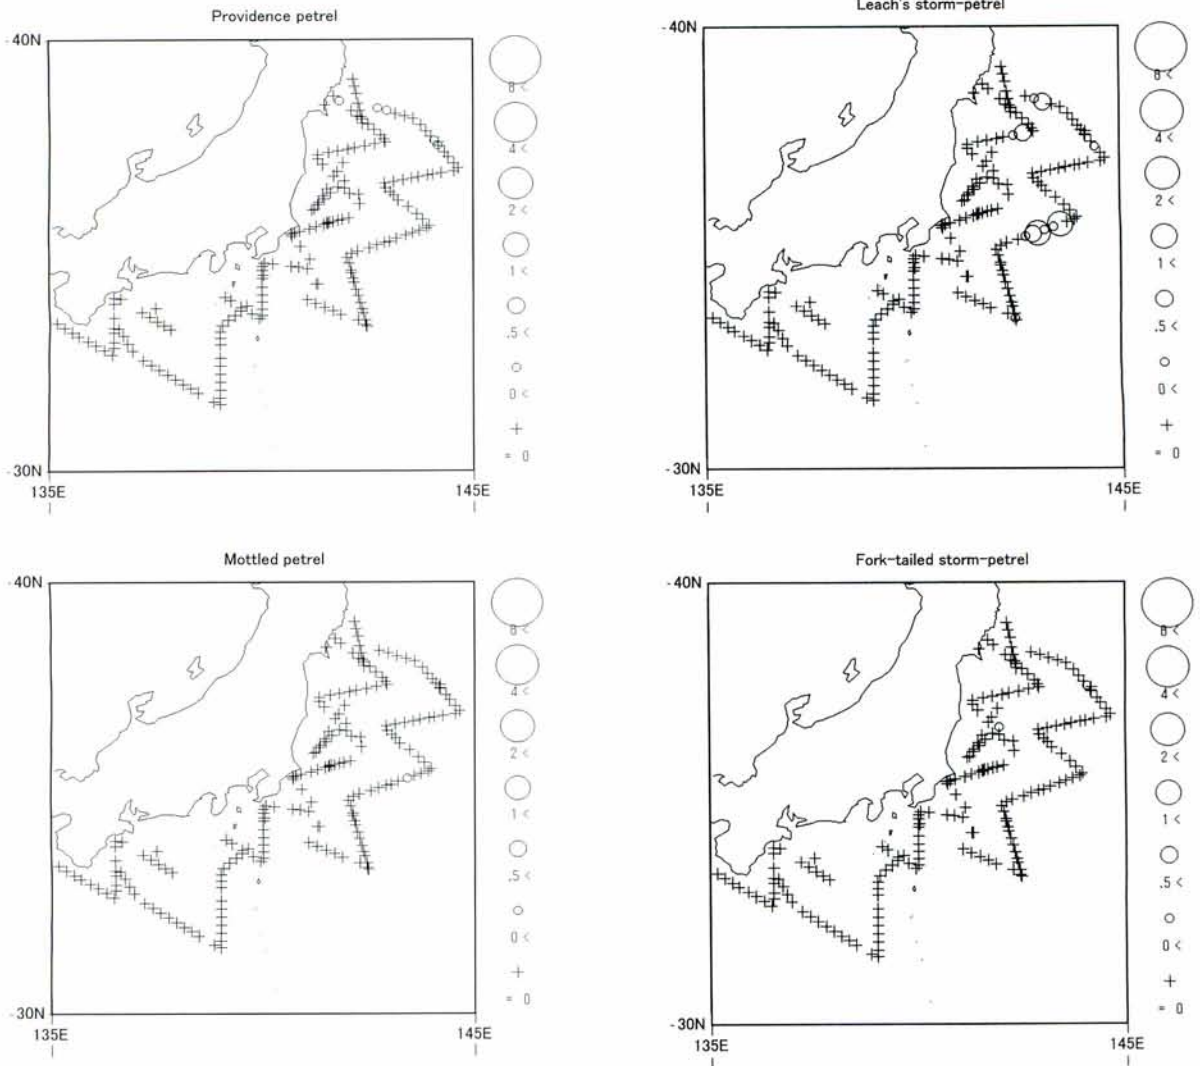 Providence petrel
- 40N
8 <
4 <
2 <
1 <
.5 <
0 <
+
= 0
- 30N
135E
145E
Leach's storm-petrel
- 40N
8 <
4 <
2 <
1 <
.5 <
0 <
+
= 0
- 30N
135E
145E
Mottled petrel
- 40N
8 <
4 <
2 <
1 <
.5 <
0 <
+
= 0
- 30N
135E
145E
Fork-tailed storm-petrel
- 40N
8 <
4 <
2 <
1 <
.5 <
0 <
+
= 0
- 30N
135E
145E